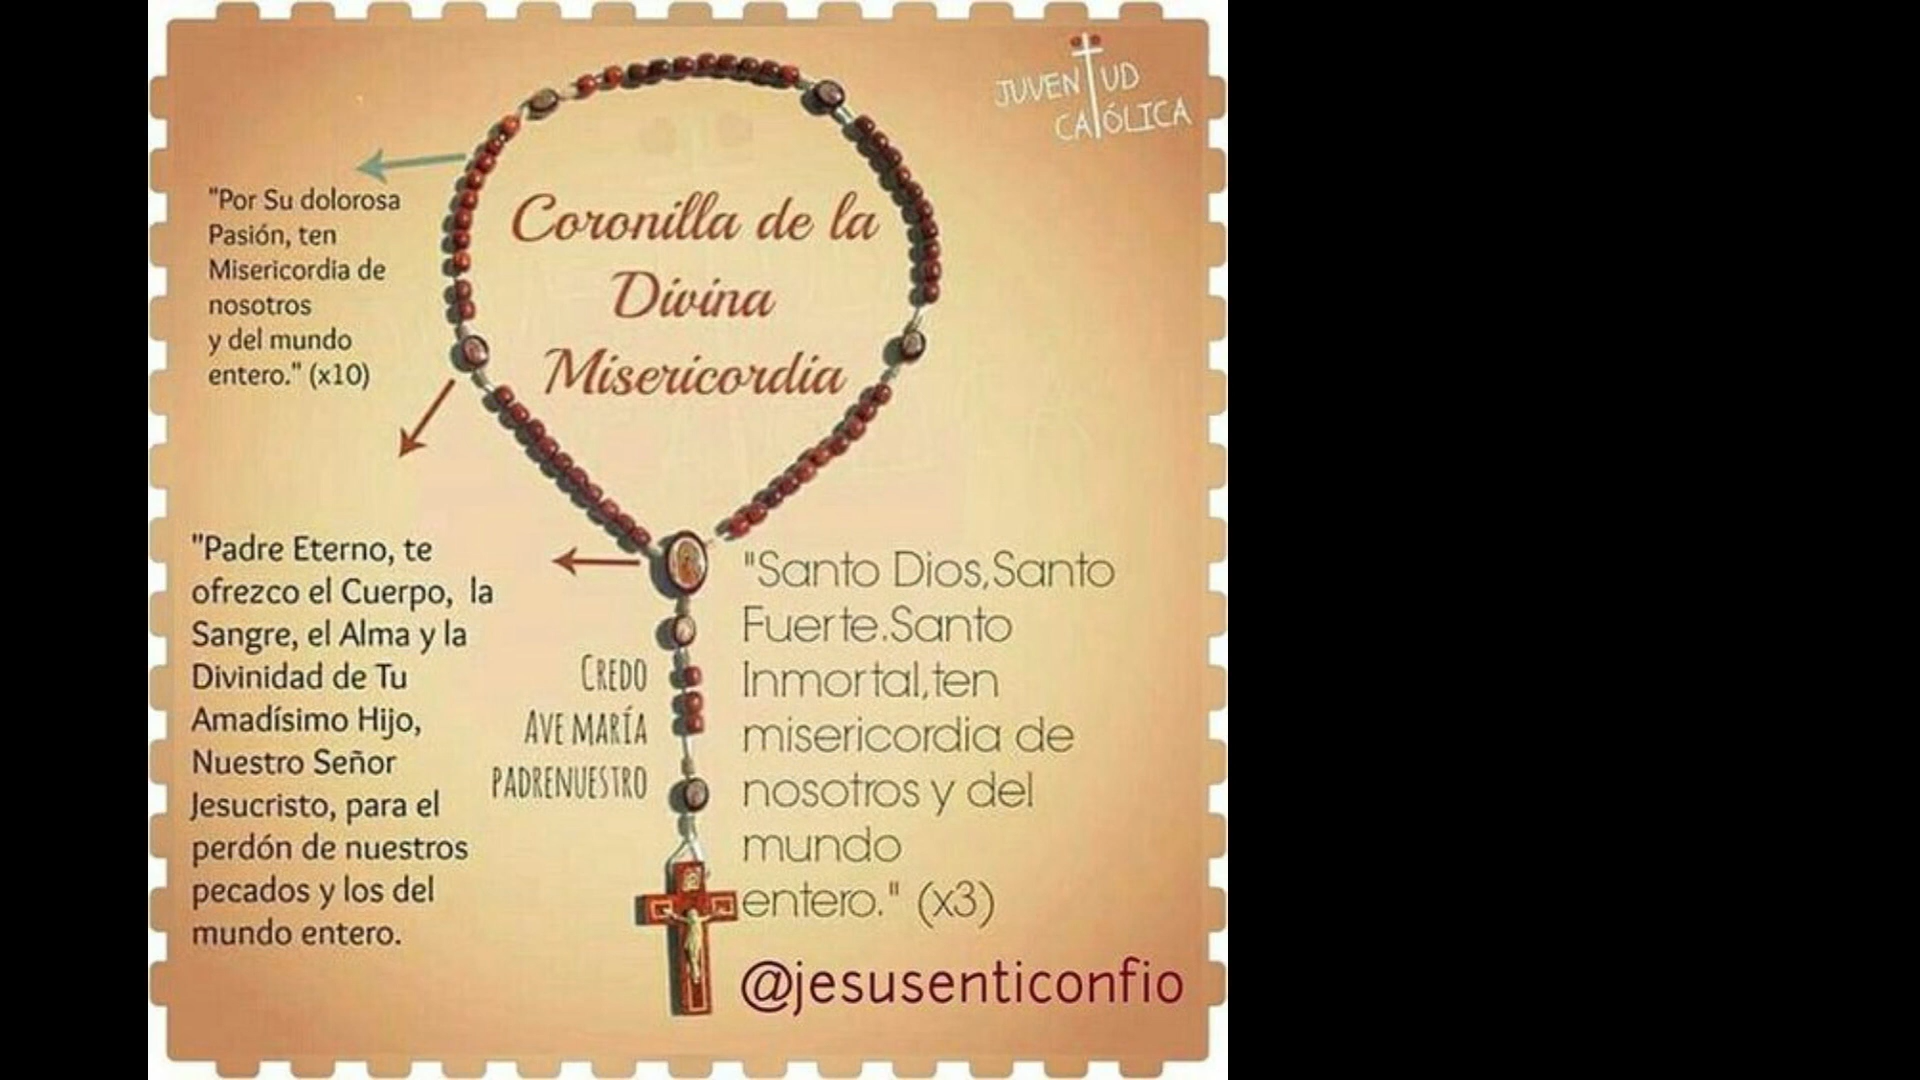 JUVENTUD
CATÓLICA
Coronilla de la
Divina
Misericordia
"Por Su dolorosa
Pasión, ten
Misericordia de
nosotros
y del mundo
entero." (x10)
"Padre Eterno, te
ofrezco el Cuerpo, la
Sangre, el Alma y la
Divinidad de Tu
Amadísimo Hijo,
Nuestro Señor
Jesucristo, para el
perdón de nuestros
pecados y los del
mundo entero.
CREDO
AVE MARÍA
PADRENUESTRO
"Santo Dios,Santo
Fuerte.Santo
Inmortal,ten
misericordia de
nosotros y del
mundo
entero." (x3)
@jesusenticonfio